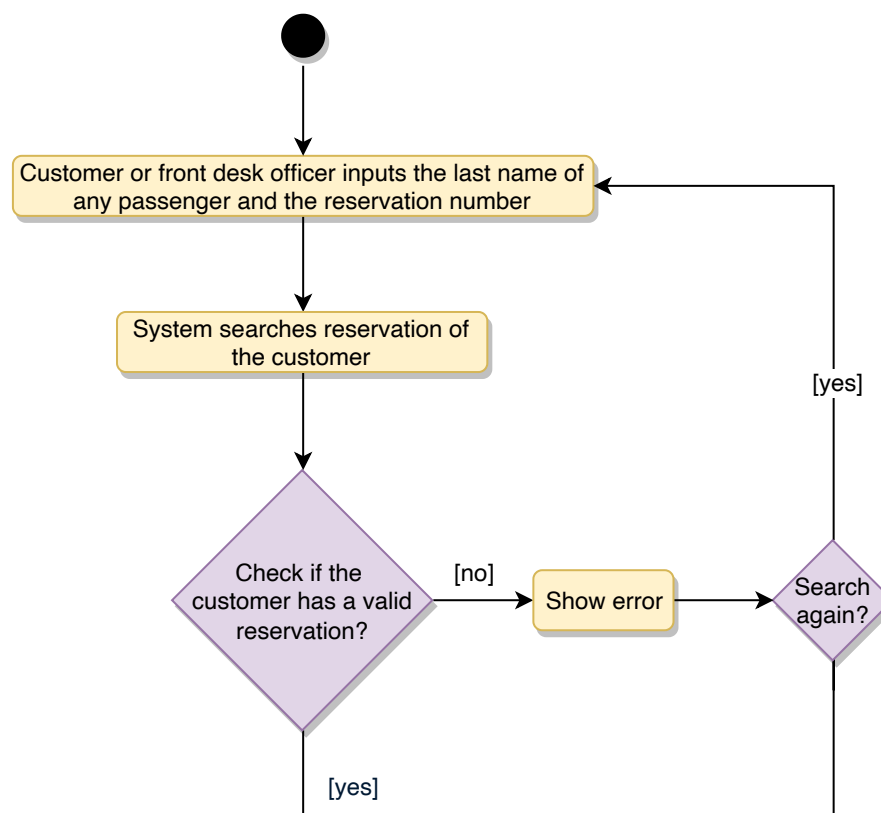 Customer or front desk officer inputs the last name of
any passenger and the reservation number
System searches reservation of
the customer
[yes]
Check if the
customer has a valid
reservation?
[no]
Show error
Search
again?
[yes]